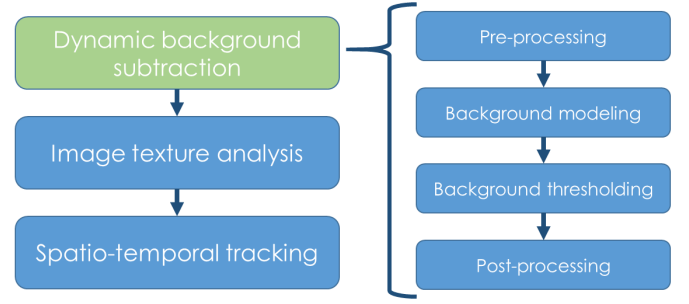 Dynamic background
subtraction
Image texture analysis
Spatio-temporal tracking
Pre-processing
Background modeling
Background thresholding
Post-processing